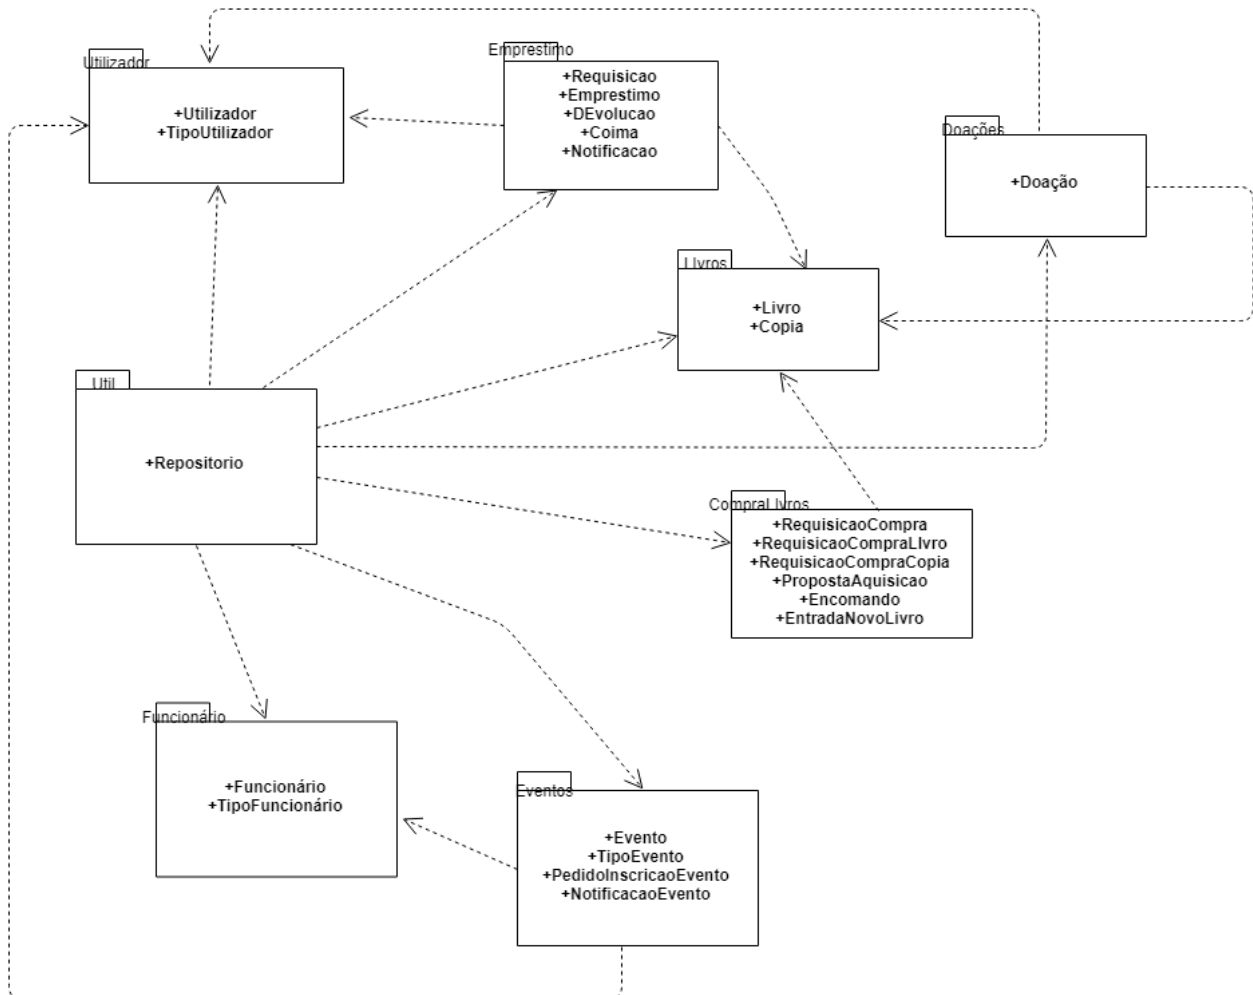 Utilizador
+Utilizador
+TipoUtilizador
Emprestimo
+Requisicao
+Emprestimo
+DEvolucao
+Coima
+Notificacao
Doações
+Doação
LIvros
+Livro
+Copia
Util
+Repositorio
CompraLIvros
+RequisicaoCompra
+RequisicaoCompraLIvro
+RequisicaoCompraCopia
+PropostaAquisicao
+Encomando
+EntradaNovoLivro
Funcionário
+Funcionário
+TipoFuncionário
Eventos
+Evento
+TipoEvento
+PedidoInscricaoEvento
+NotificacaoEvento